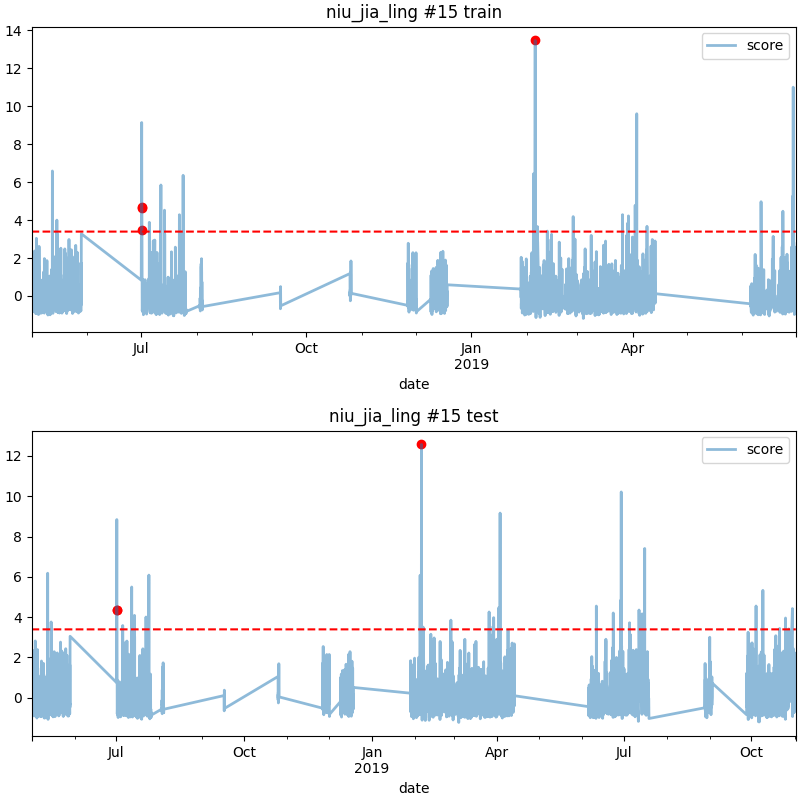 niu_jia_ling #15 train
score
14
12
10
8
6
4
2
0
Jul
Oct
Jan
2019
Apr
date
niu_jia_ling #15 test
score
12
10
8
6
4
2
0
Jul
Oct
Jan
2019
Apr
Jul
Oct
date